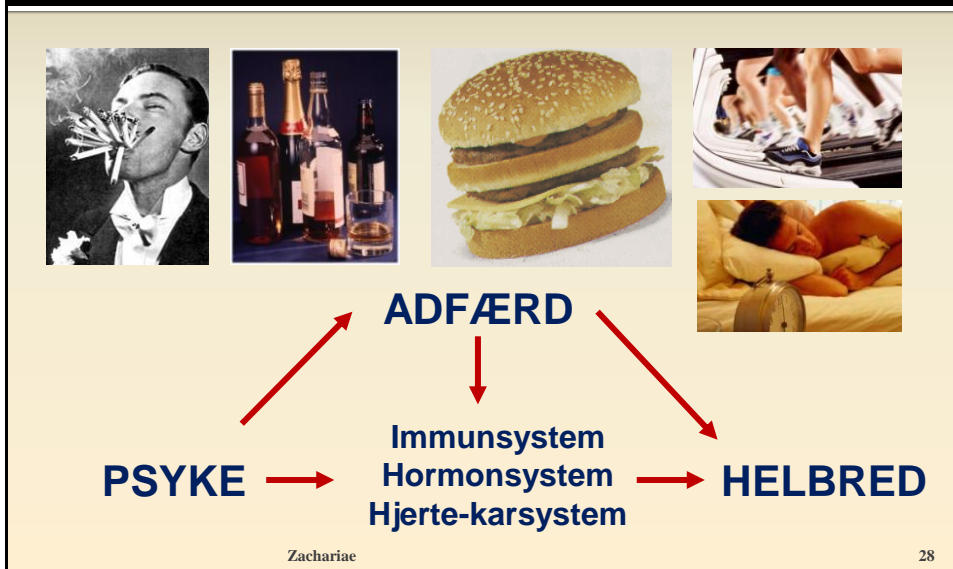 ADFÆRD
Immunsystem
PSYKE
Hormonsystem
HELBRED
Hjerte-karsystem
Zachariae
28